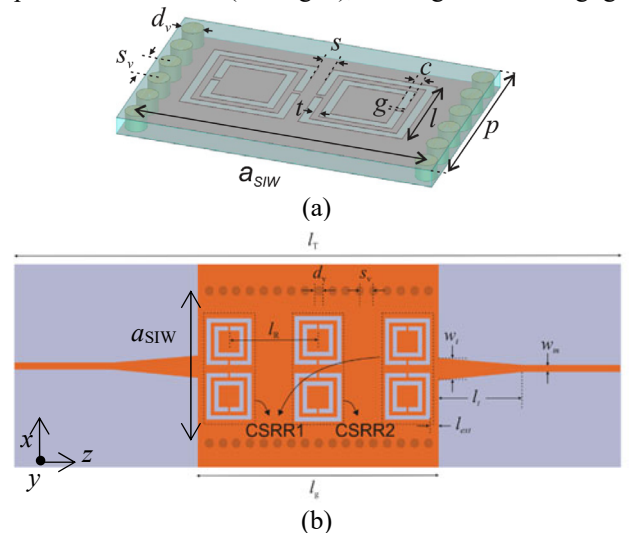 d_v
s_v
s
c
g
t
l
p
a_SIW
(a)
l_T
d_v
s_v
a_SIW
l_R
w_t
w_m
CSRR1
CSRR2
l_t
l_ext
x
z
y
l_g
(b)